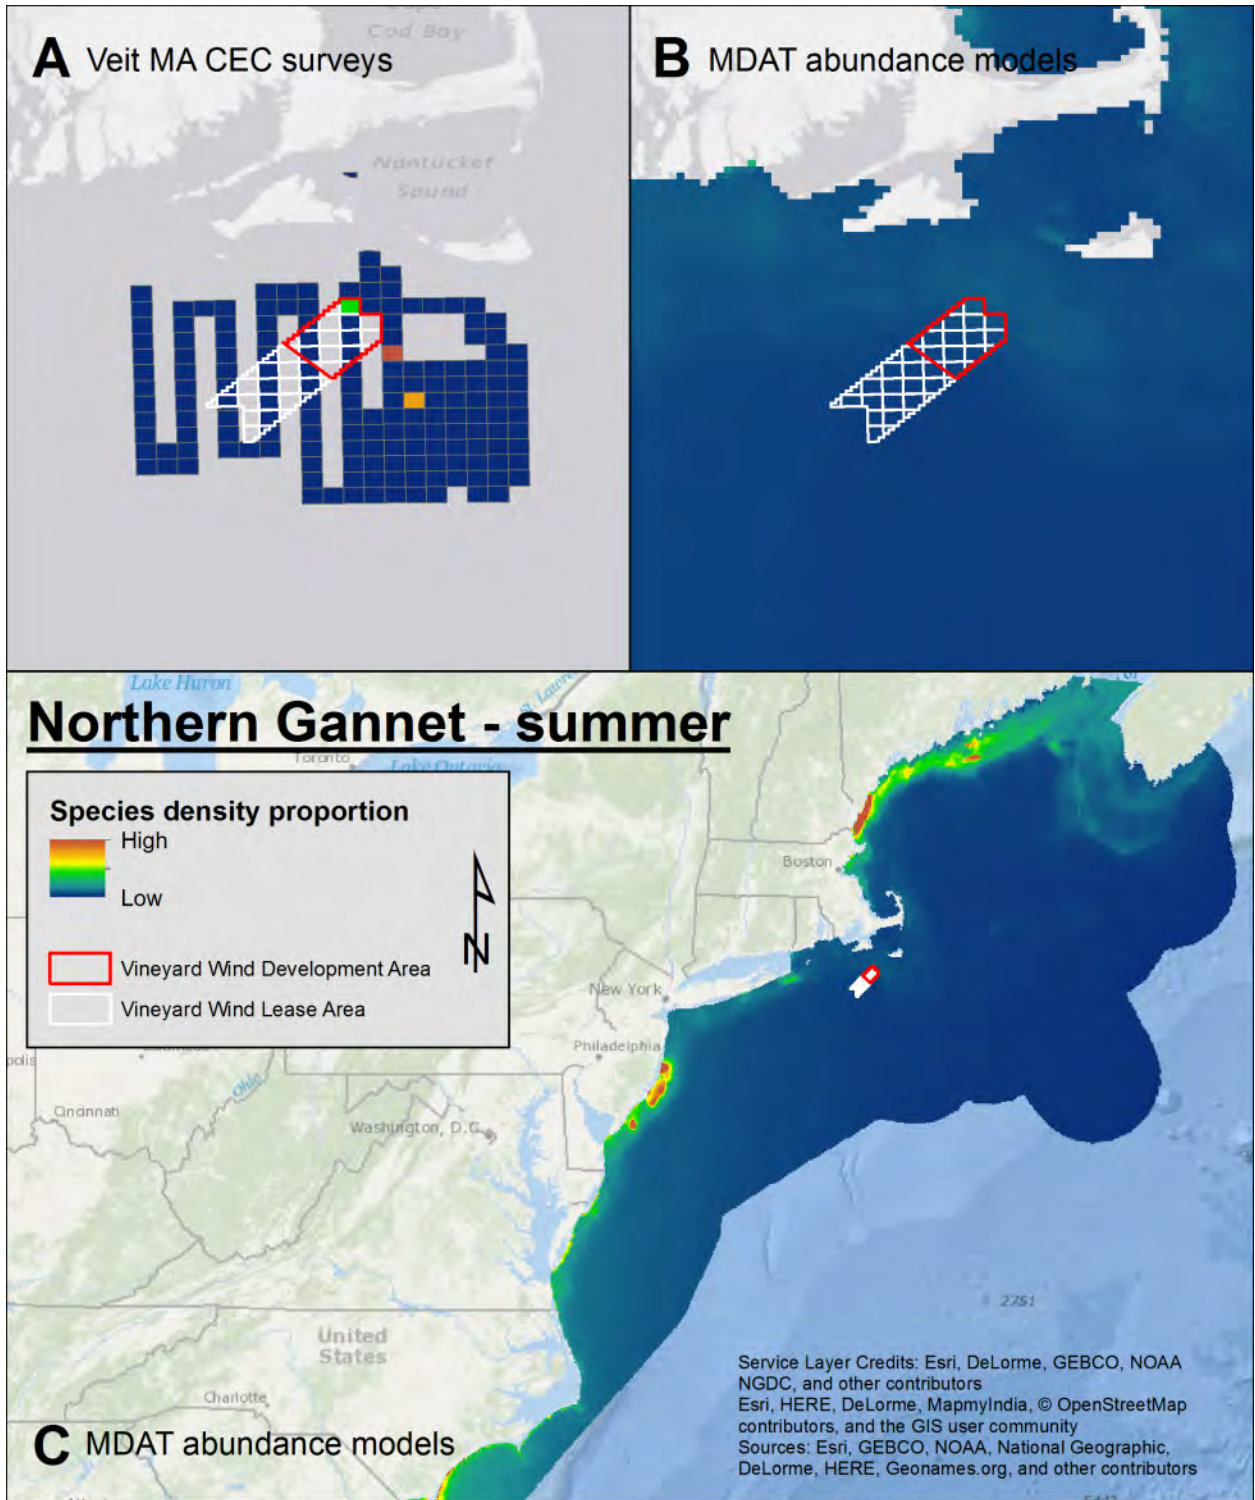 Cod Bay
A Veit MA CEC surveys
Nantucket
Sound
B MDAT abundance models
Lake Huron
St. Lawre
Northern Gannet - summer
Toronto
Lake Ontario
Species density proportion
High
Low
N
Vineyard Wind Development Area
Vineyard Wind Lease Area
Boston
New York
Philadelphia
polis
Ohio
Cincinnati
Washington, D.C.
2751
United
States
Charlotte
Service Layer Credits: Esri, DeLorme, GEBCO, NOAA
NGDC, and other contributors
Esri, HERE, DeLorme, MapmyIndia, © OpenStreetMap
contributors, and the GIS user community
Sources: Esri, GEBCO, NOAA, National Geographic,
DeLorme, HERE, Geonames.org, and other contributors
C MDAT abundance models